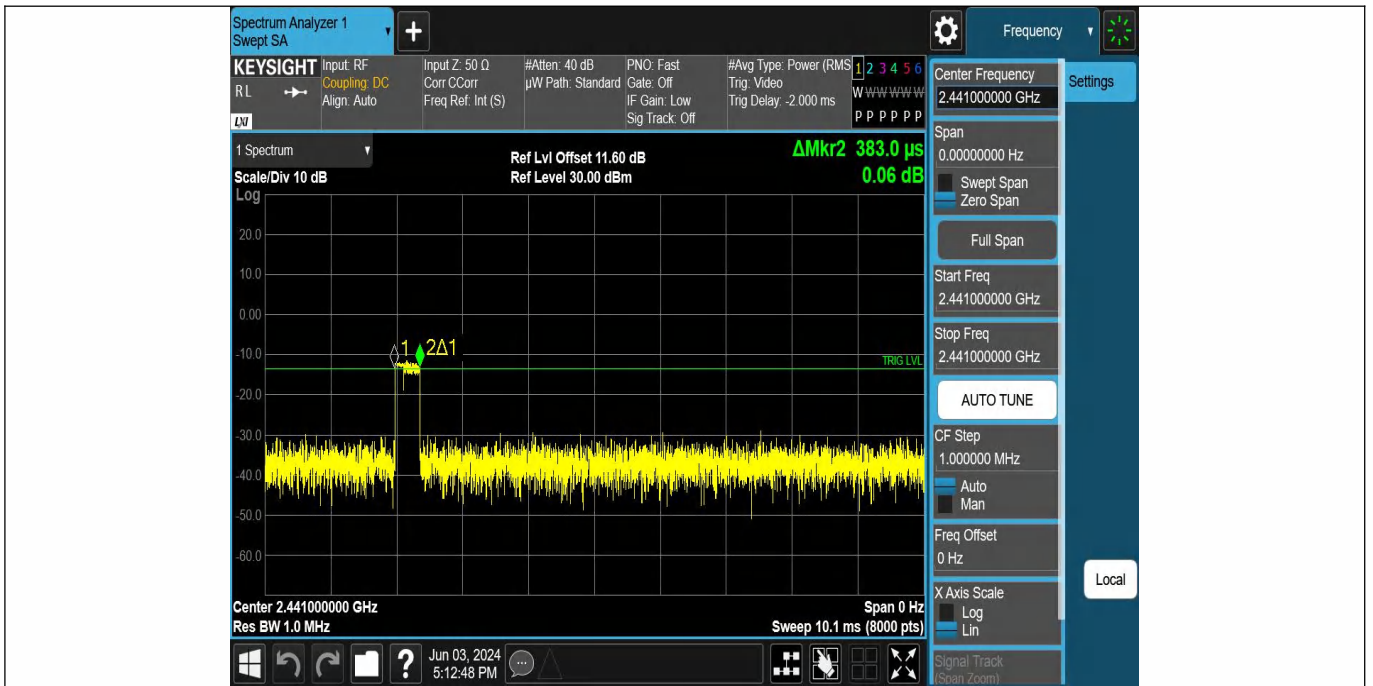 Spectrum Analyzer 1
Swept SA
+
Frequency
KEYSIGHT
RL
LXI
Input: RF
Coupling: DC
Align: Auto
Input Z: 50 Ω
Corr CCorr
Freq Ref: Int (S)
#Atten: 40 dB
µW Path: Standard
PNO: Fast
Gate: Off
IF Gain: Low
Sig Track: Off
#Avg Type: Power (RMS
Trig: Video
Trig Delay: -2.000 ms
1 2 3 4 5 6
W W W W W W
P P P P P P
1 Spectrum
Scale/Div 10 dB
Log
Ref Lvl Offset 11.60 dB
Ref Level 30.00 dBm
ΔMkr2 383.0 µs
0.06 dB
20.0
10.0
0.00
-10.0
-20.0
-30.0
-40.0
-50.0
-60.0
1
2Δ1
TRIG LVL
Center 2.441000000 GHz
Res BW 1.0 MHz
Span 0 Hz
Sweep 10.1 ms (8000 pts)
Center Frequency
2.441000000 GHz
Settings
Span
0.00000000 Hz
Swept Span
Zero Span
Full Span
Start Freq
2.441000000 GHz
Stop Freq
2.441000000 GHz
AUTO TUNE
CF Step
1.000000 MHz
Auto
Man
Freq Offset
0 Hz
X Axis Scale
Log
Lin
Signal Track
(Span Zoom)
Local
?
Jun 03, 2024
5:12:48 PM